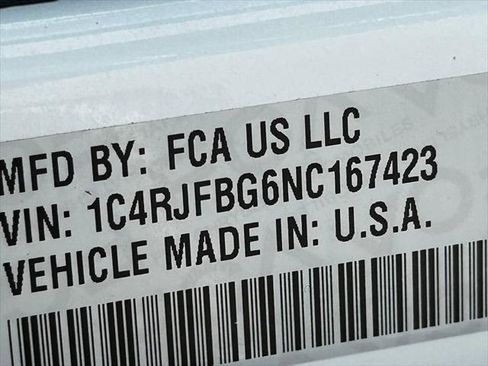 MFD BY: FCA US LLC
VIN: 1C4RJFBG6NC167423
VEHICLE MADE IN: U.S.A.